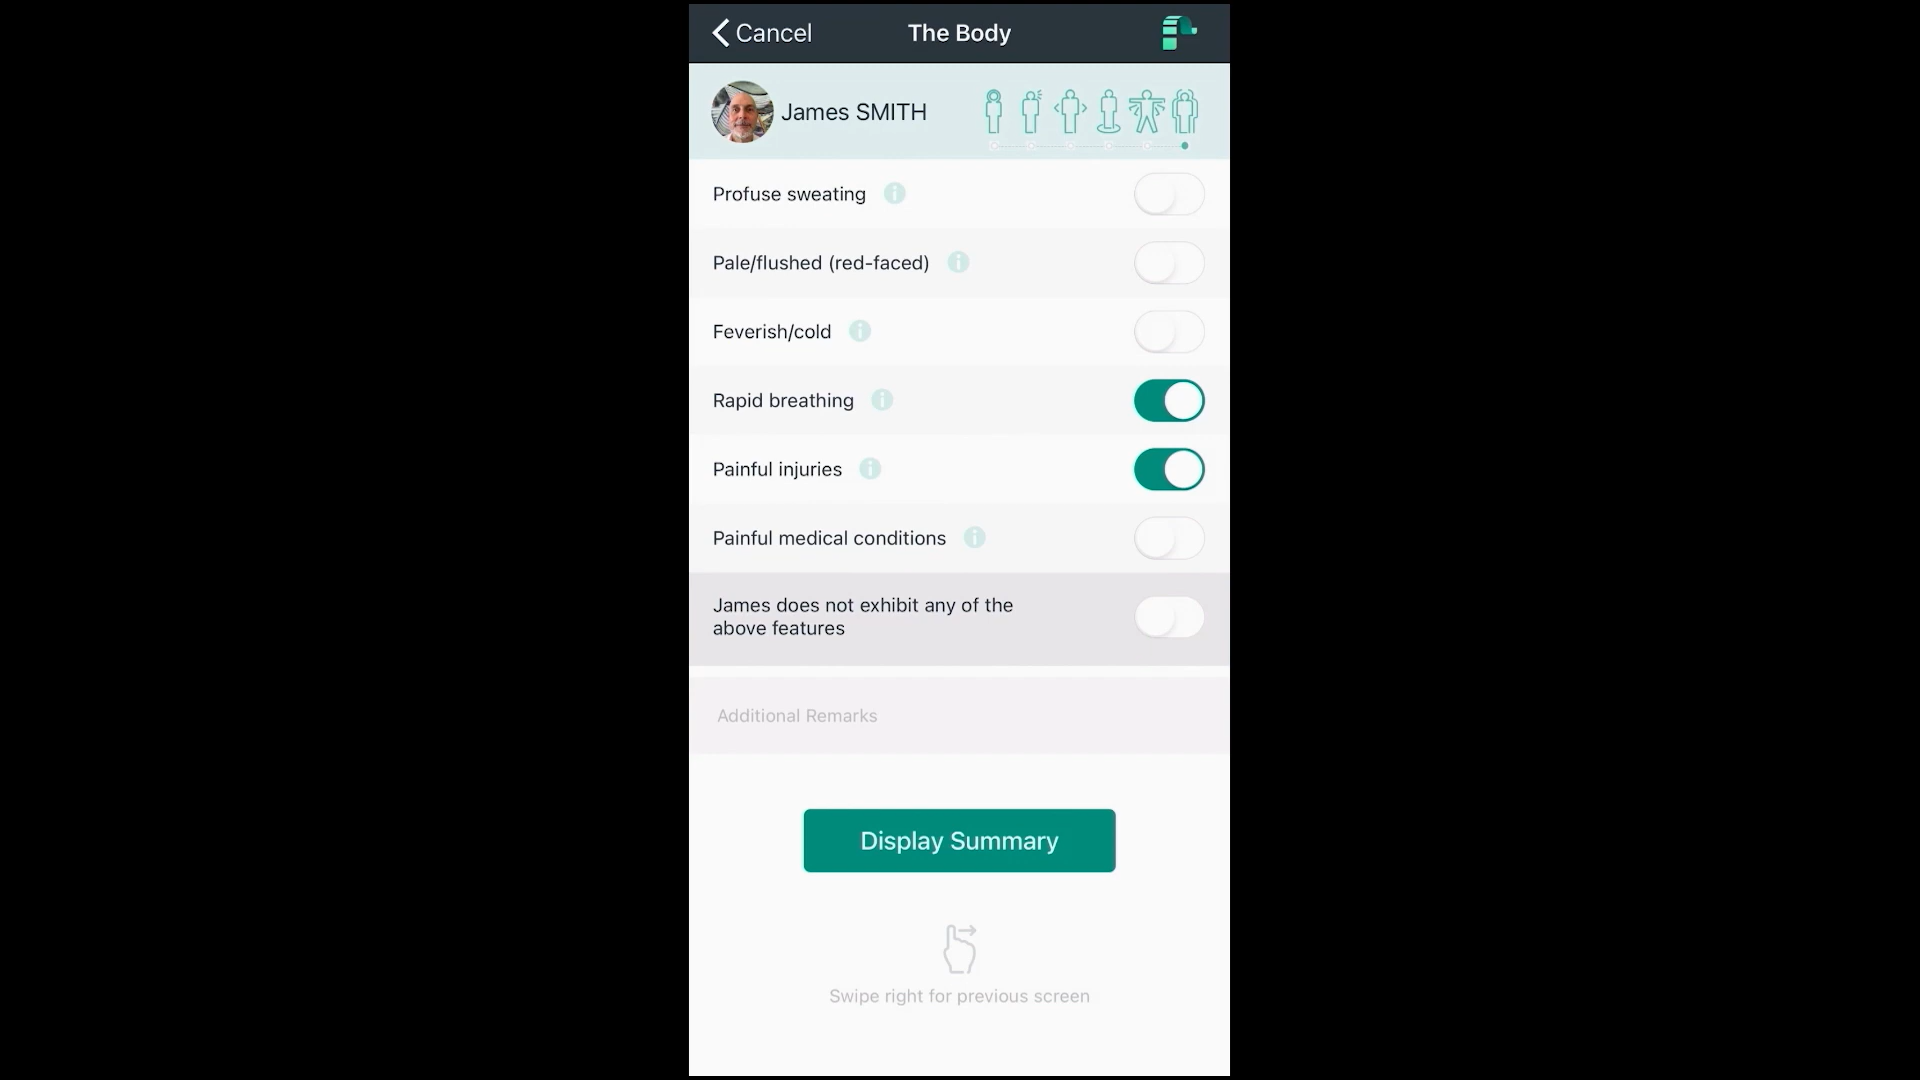 Cancel
The Body
James SMITH
Profuse sweating
Pale/flushed (red-faced)
Feverish/cold
Rapid breathing
Painful injuries
Painful medical conditions
James does not exhibit any of the
above features
Additional Remarks
Display Summary
Swipe right for previous screen